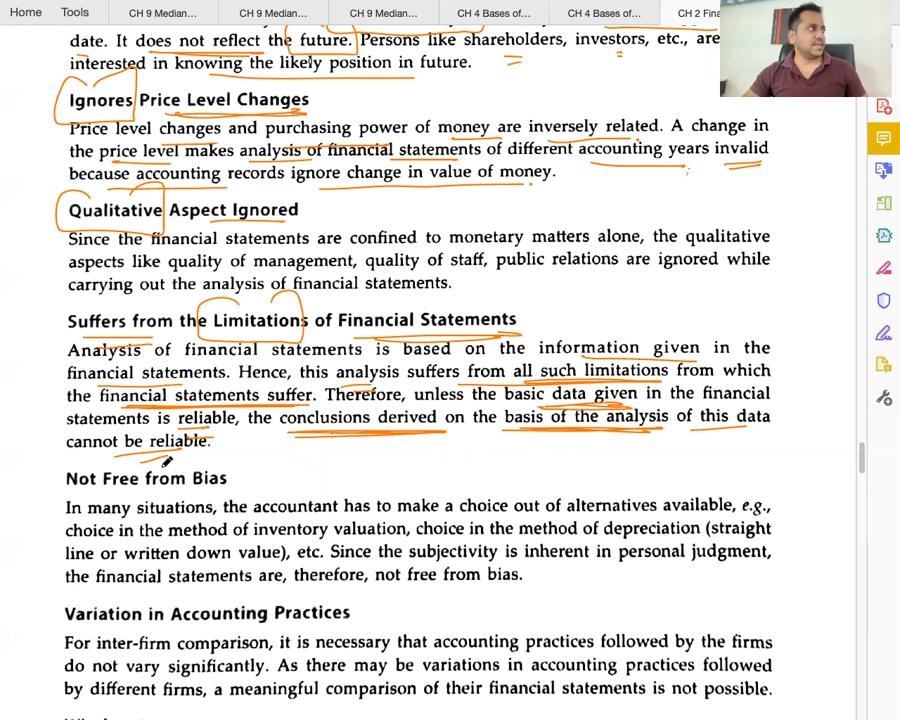 Home Tools CH 9 Median... CH 9 Median... CH 9 Median... CH 4 Bases of... CH 4 Bases of... CH 2 Fina
date. It does not reflect the future. Persons like shareholders, investors, etc., are
interested in knowing the likely position in future.
Ignores Price Level Changes
Price level changes and purchasing power of money are inversely related. A change in
the price level makes analysis of financial statements of different accounting years invalid
because accounting records ignore change in value of money.
Qualitative Aspect Ignored
Since the financial statements are confined to monetary matters alone, the qualitative
aspects like quality of management, quality of staff, public relations are ignored while
carrying out the analysis of financial statements.
Suffers from the Limitations of Financial Statements
Analysis of financial statements is based on the information given in the
financial statements. Hence, this analysis suffers from all such limitations from which
the financial statements suffer. Therefore, unless the basic data given in the financial
statements is reliable, the conclusions derived on the basis of the analysis of this data
cannot be reliable.
Not Free from Bias
In many situations, the accountant has to make a choice out of alternatives available, e.g.,
choice in the method of inventory valuation, choice in the method of depreciation (straight
line or written down value), etc. Since the subjectivity is inherent in personal judgment,
the financial statements are, therefore, not free from bias.
Variation in Accounting Practices
For inter-firm comparison, it is necessary that accounting practices followed by the firms
do not vary significantly. As there may be variations in accounting practices followed
by different firms, a meaningful comparison of their financial statements is not possible.